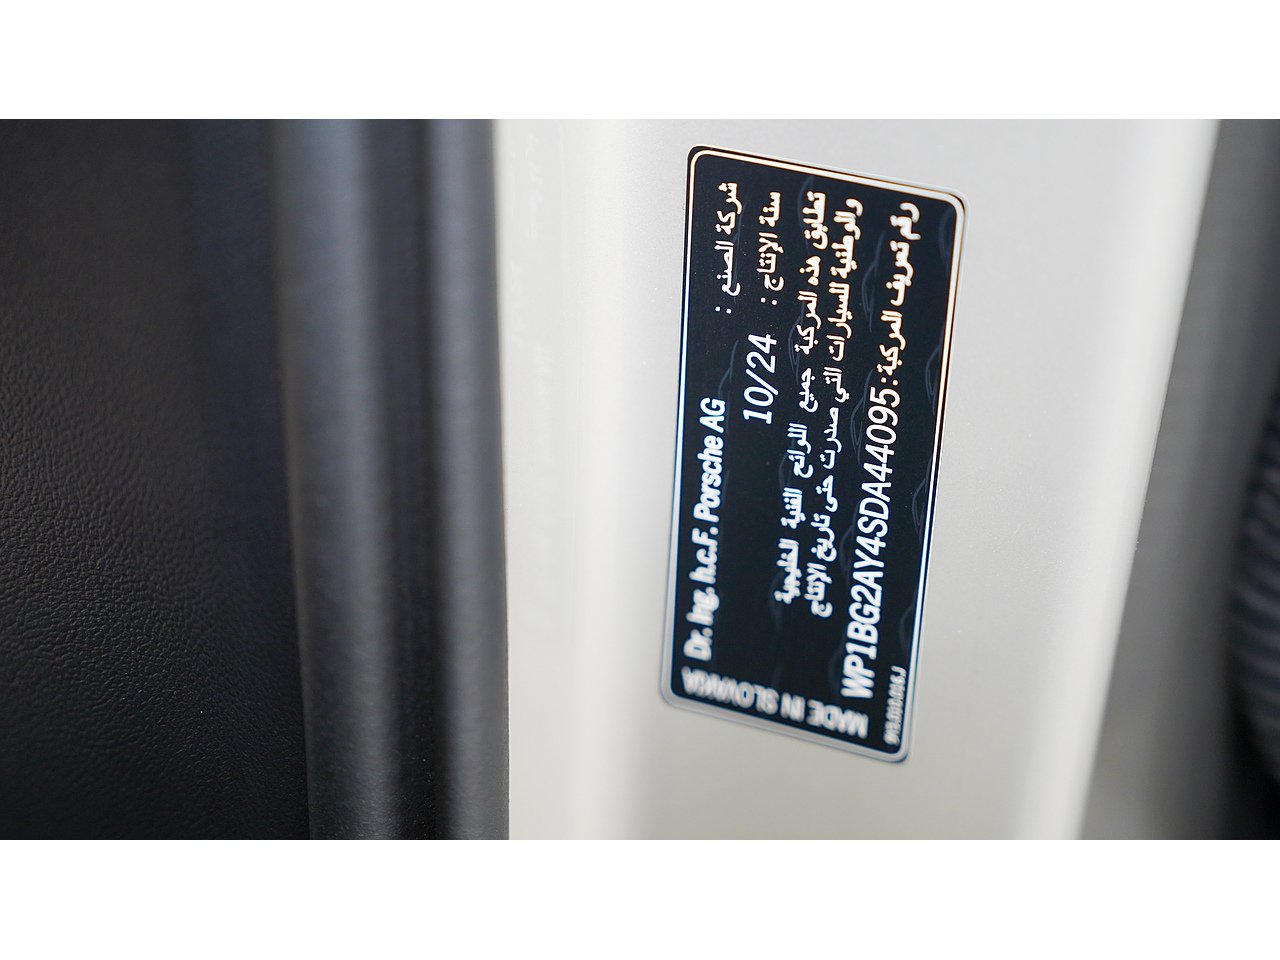 شركة الصنع : Dr. Ing. h.c.F. Porsche AG
سنة الإنتاج : 10/24
تطابق هذه المركبة جميع اللوائح الفنية الخليجية
والوطنية للسيارات التي صدرت حتى تاريخ الإنتاج
رقم تعريف المركبة: WP1BG2AY4SDA44095
MADE IN SLOVAKIA